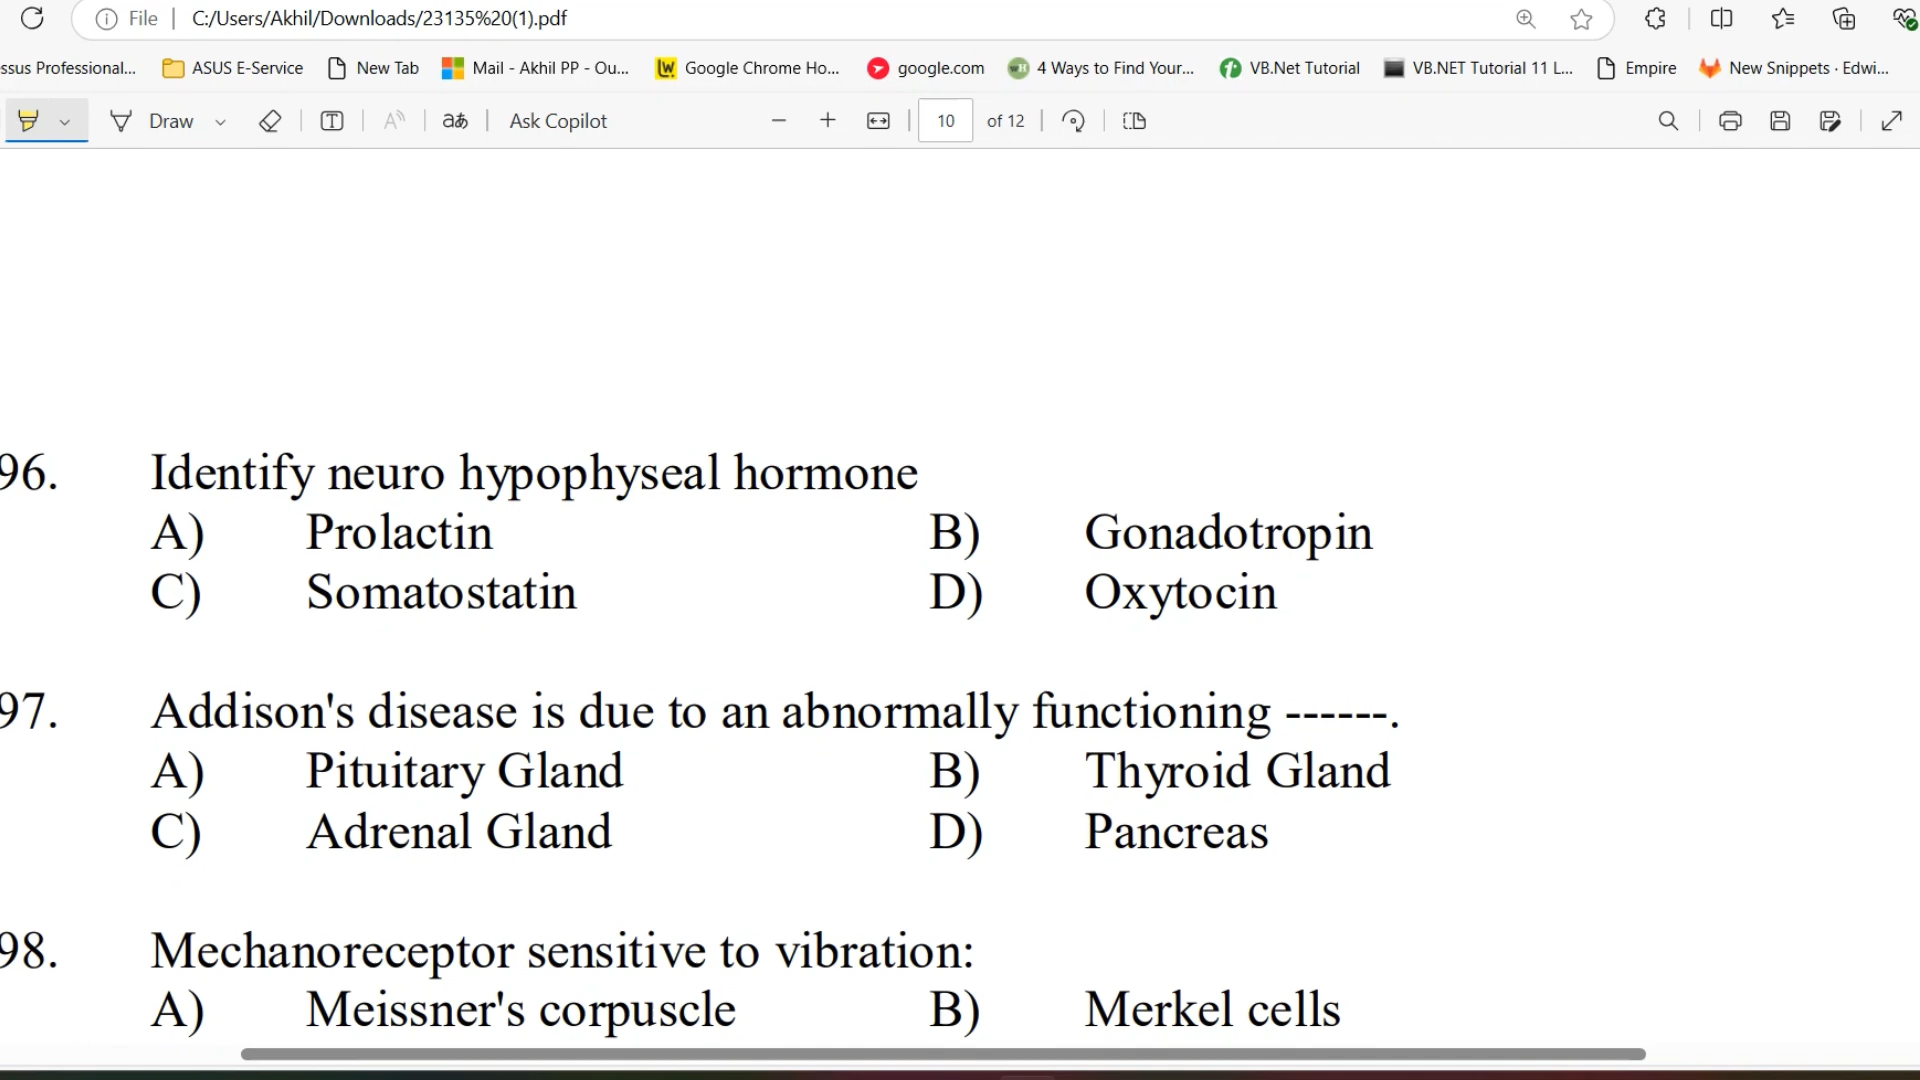 File | C:/Users/Akhil/Downloads/23135%20(1).pdf
ssus Professional... ASUS E-Service New Tab Mail - Akhil PP - Ou... Google Chrome Ho... google.com 4 Ways to Find Your... VB.Net Tutorial VB.NET Tutorial 11 L... Empire New Snippets · Edwi...
Draw Ask Copilot 10 of 12
96. Identify neuro hypophyseal hormone
A) Prolactin B) Gonadotropin
C) Somatostatin D) Oxytocin
97. Addison's disease is due to an abnormally functioning ------.
A) Pituitary Gland B) Thyroid Gland
C) Adrenal Gland D) Pancreas
98. Mechanoreceptor sensitive to vibration:
A) Meissner's corpuscle B) Merkel cells